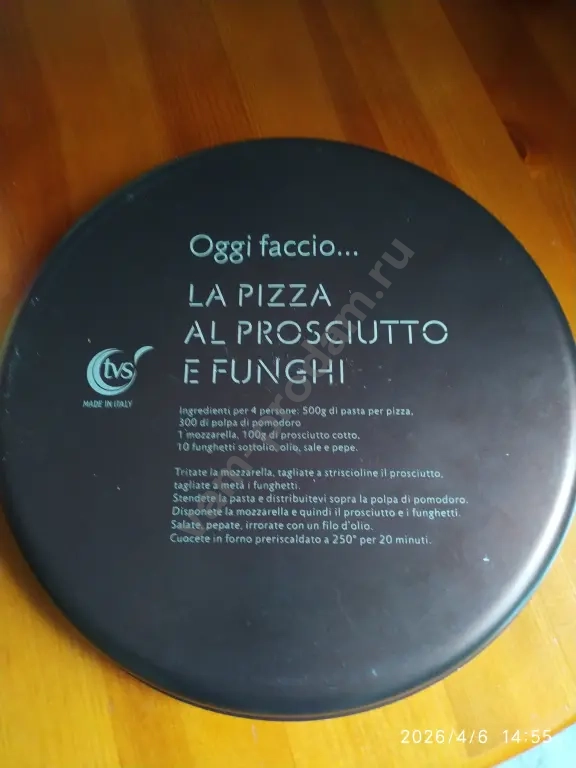 Oggi faccio...
LA PIZZA
AL PROSCIUTTO
E FUNGHI
tvs
MADE IN ITALY
Ingredienti per 4 persone: 500g di pasta per pizza,
300 di polpa di pomodoro
1 mozzarella, 100g di prosciutto cotto,
10 funghetti sottolio, olio, sale e pepe.
Tritate la mozzarella, tagliate a striscioline il prosciutto,
tagliate a metà i funghetti.
Stendete la pasta e distribuitevi sopra la polpa di pomodoro.
Disponete la mozzarella e quindi il prosciutto e i funghetti.
Salate, pepate, irrorate con un filo d'olio.
Cuocete in forno preriscaldato a 250° per 20 minuti.
2026/4/6 14:55